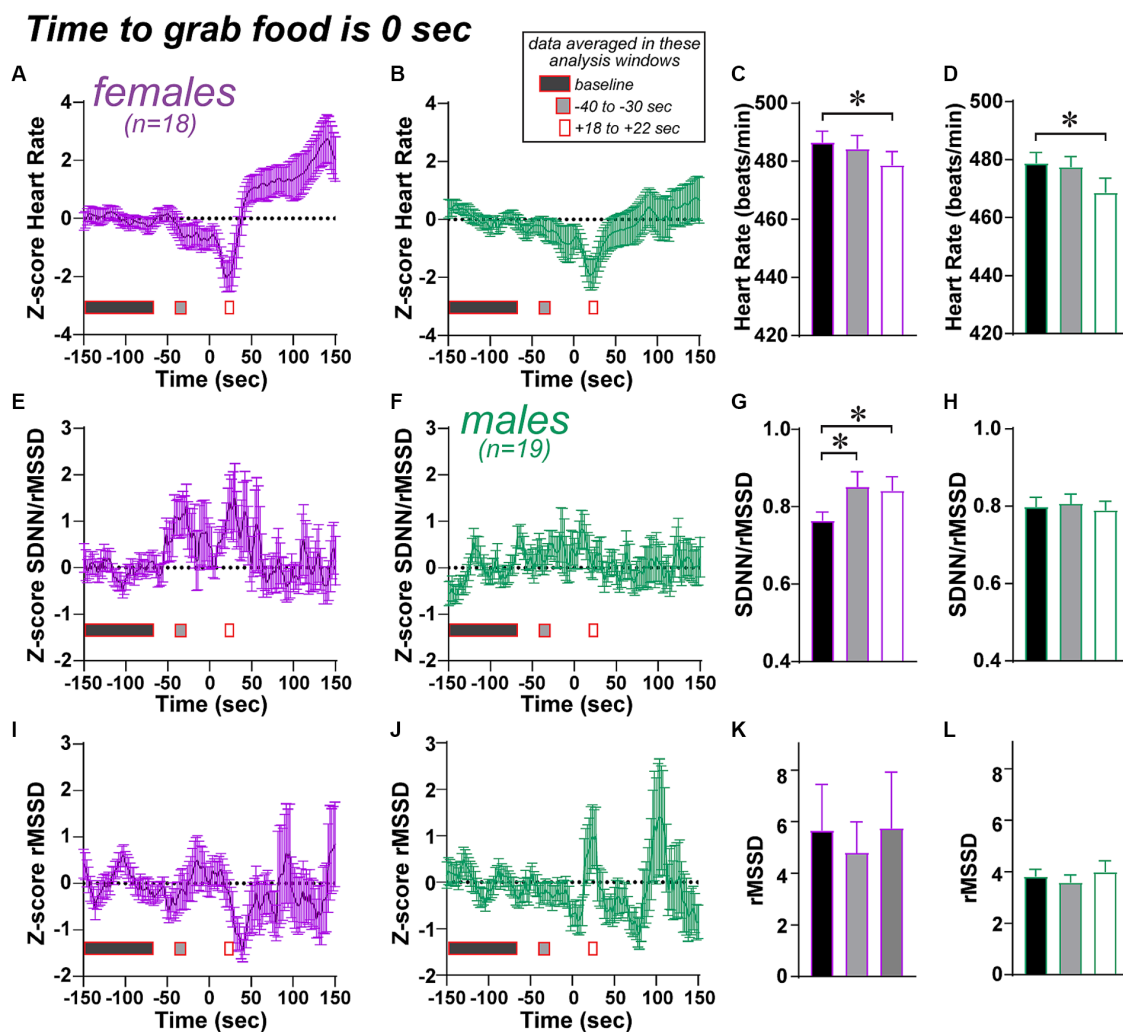 Time to grab food is 0 sec
data averaged in these
analysis windows
baseline
-40 to -30 sec
+18 to +22 sec
A
females
(n=18)
Z-score Heart Rate
4
2
0
-2
-4
-150 -100 -50 0 50 100 150
Time (sec)
B
Z-score Heart Rate
4
2
0
-2
-4
-150 -100 -50 0 50 100 150
Time (sec)
C
Heart Rate (beats/min)
500
480
460
440
420
*
D
Heart Rate (beats/min)
500
480
460
440
420
*
E
Z-score SDNN/rMSSD
3
2
1
0
-1
-2
-150 -100 -50 0 50 100 150
Time (sec)
F
males
(n=19)
Z-score SDNN/rMSSD
3
2
1
0
-1
-2
-150 -100 -50 0 50 100 150
Time (sec)
G
SDNN/rMSSD
1.0
0.8
0.6
0.4
*
*
H
SDNN/rMSSD
1.0
0.8
0.6
0.4
I
Z-score rMSSD
3
2
1
0
-1
-2
-150 -100 -50 0 50 100 150
Time (sec)
J
Z-score rMSSD
3
2
1
0
-1
-2
-150 -100 -50 0 50 100 150
Time (sec)
K
rMSSD
8
6
4
2
0
L
rMSSD
8
6
4
2
0